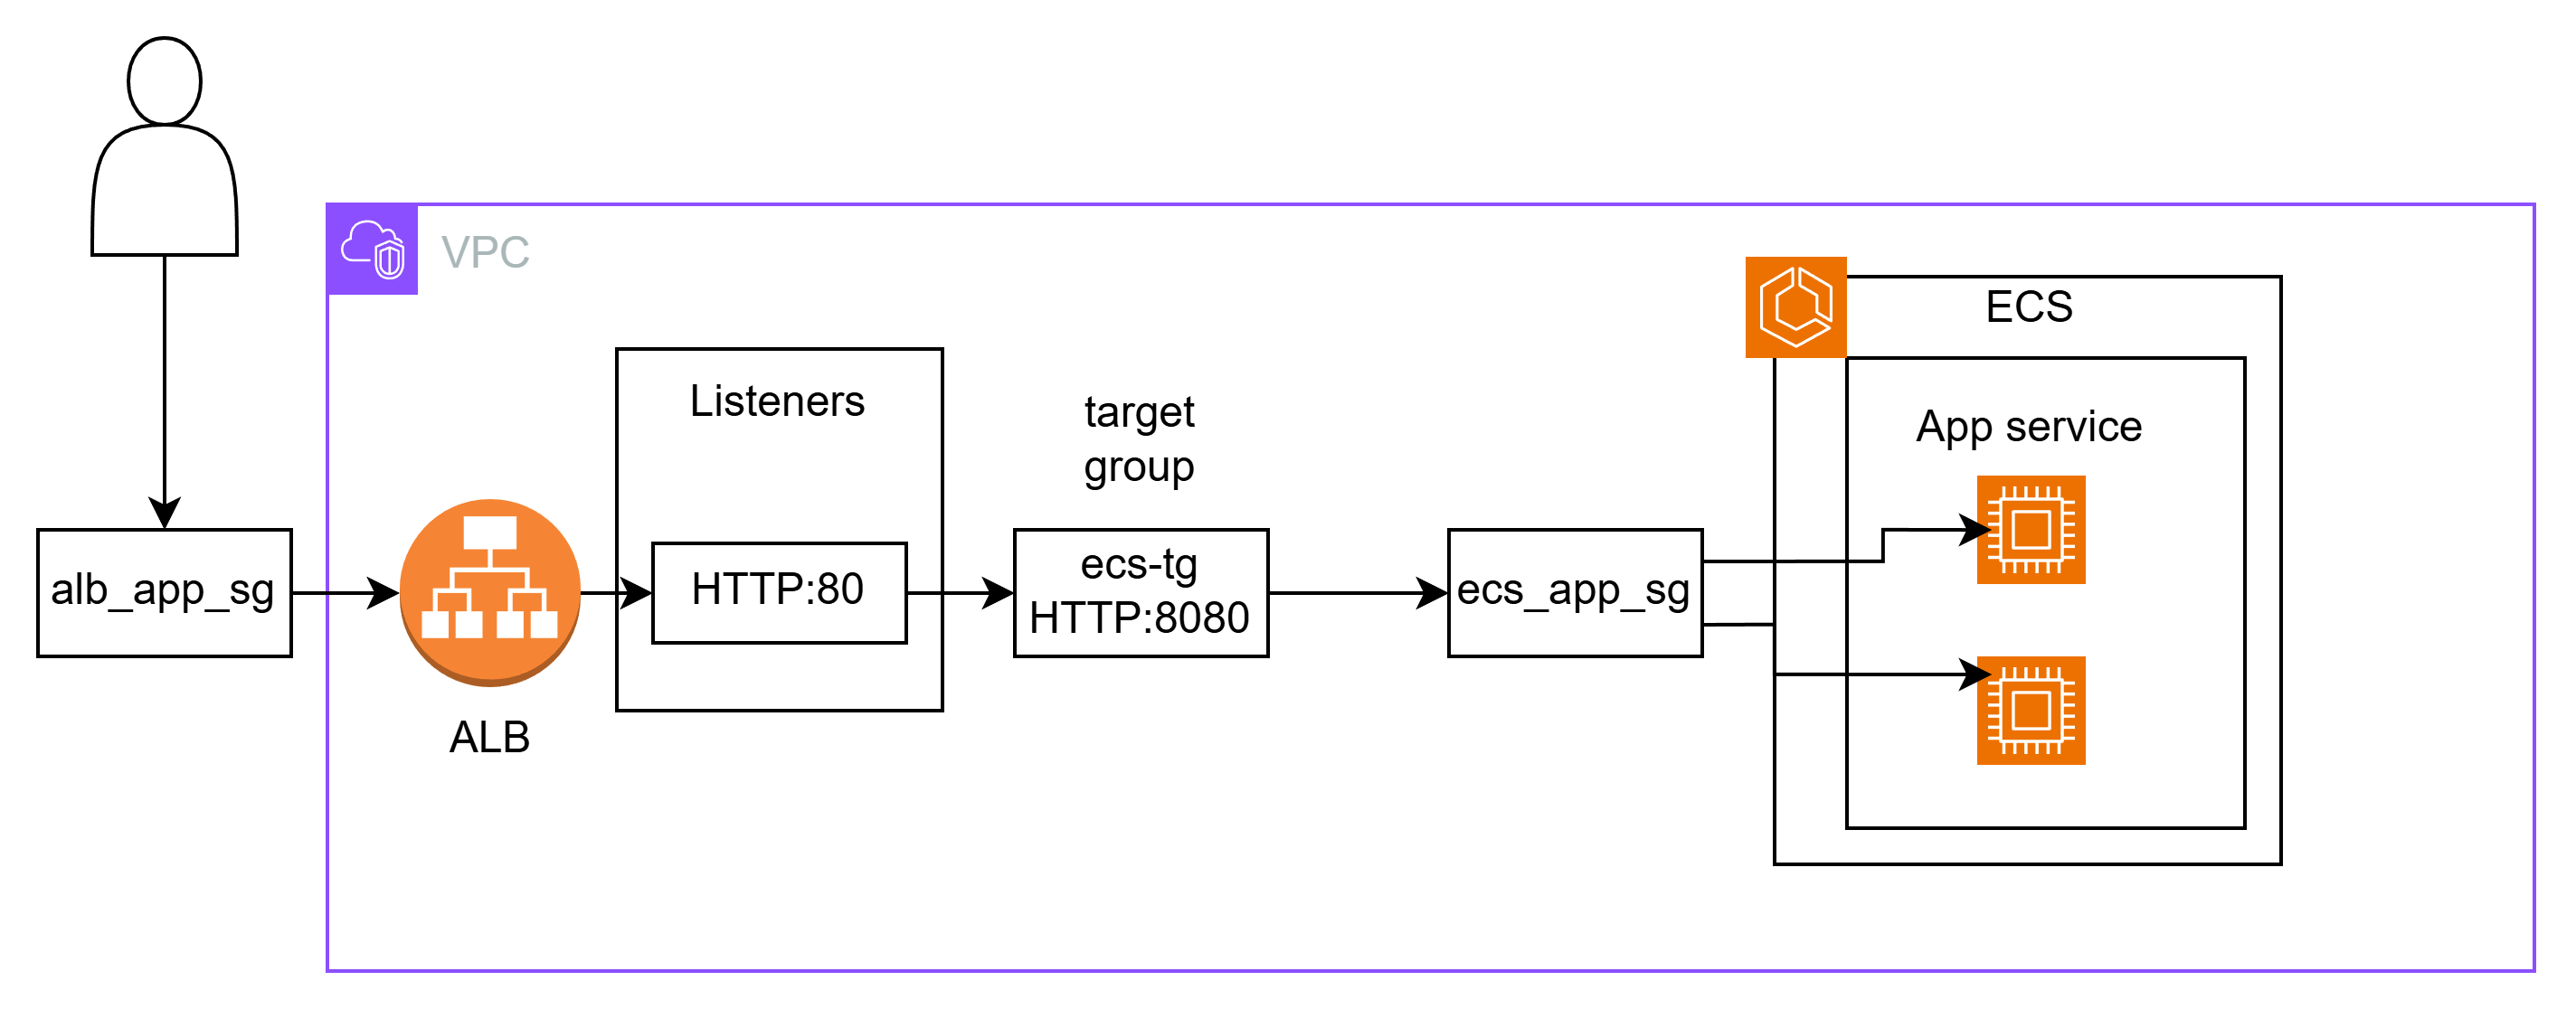 VPC
ECS
Listeners
target
group
App service
alb_app_sg
HTTP:80
ecs-tg
HTTP:8080
ecs_app_sg
ALB